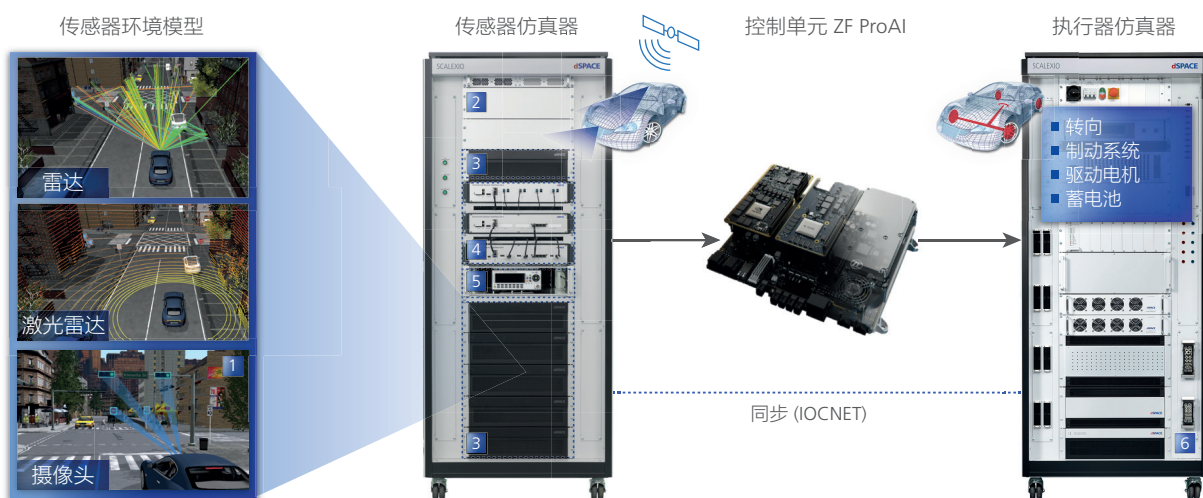 传感器环境模型
传感器仿真器
控制单元 ZF ProAI
执行器仿真器
SCALEXIO
dSPACE
SCALEXIO
dSPACE
雷达
激光雷达
摄像头
1
2
3
4
5
3
转向
制动系统
驱动电机
蓄电池
同步 (IOCNET)
6